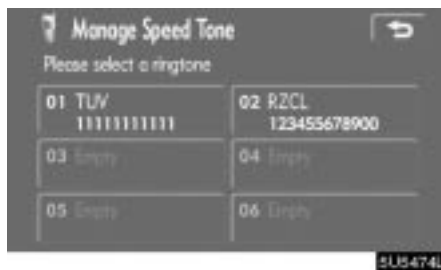 Manage Speed Tone
Please select a ringtone
01 TUV
11111111111
02 RZCL
123455678900
03 Empty
04 Empty
05 Empty
06 Empty
5U5474L